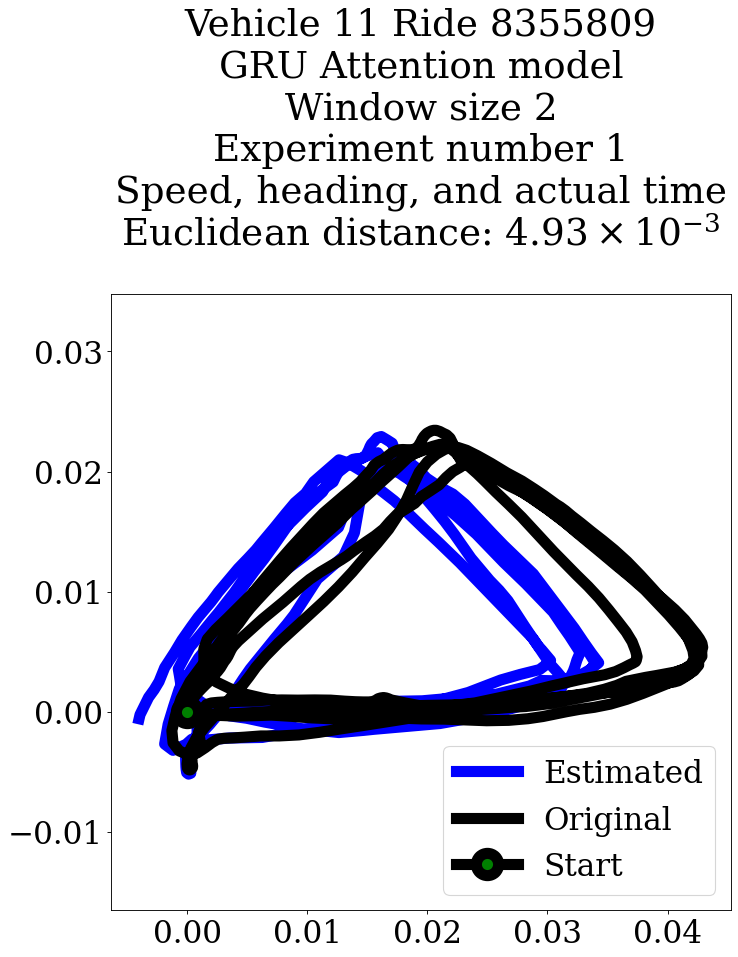 Vehicle 11 Ride 8355809
GRU Attention model
Window size 2
Experiment number 1
Speed, heading, and actual time
Euclidean distance: 4.93 × 10⁻³
0.03
0.02
0.01
0.00
−0.01
Estimated
Original
Start
0.00 0.01 0.02 0.03 0.04